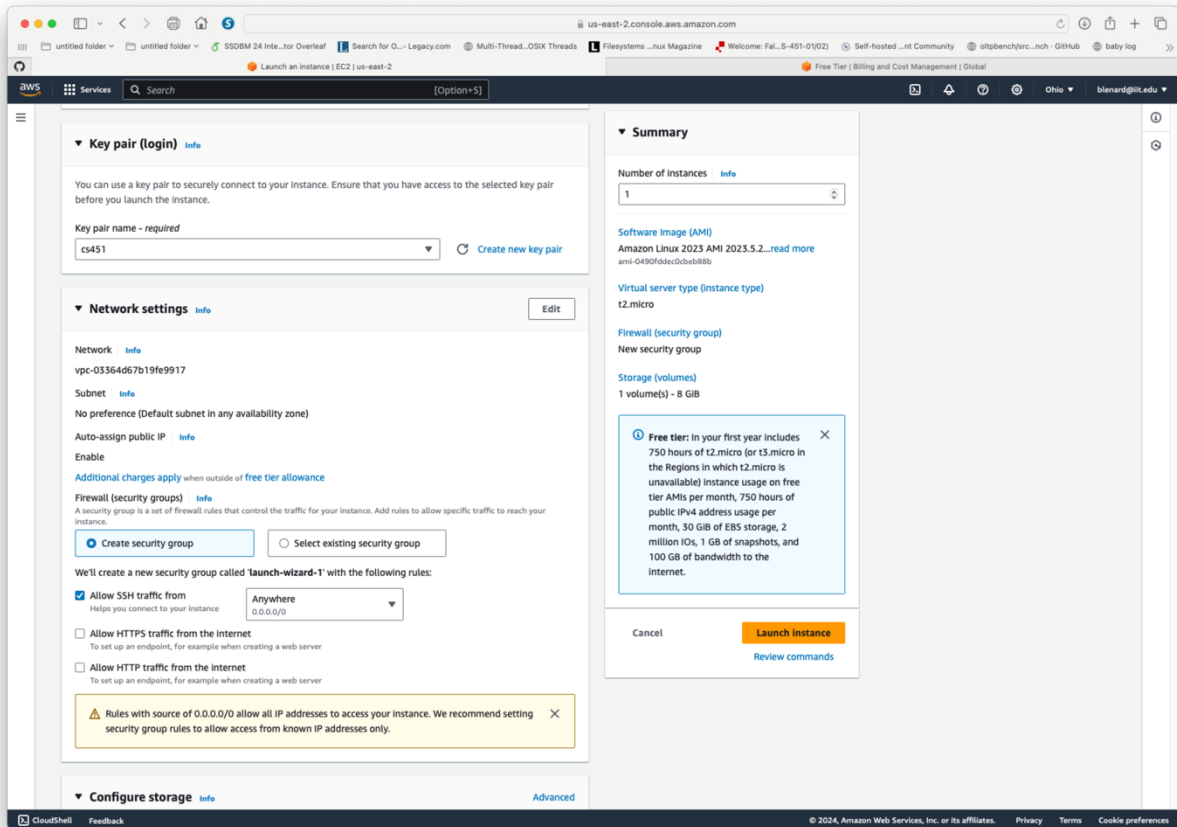 us-east-2.console.aws.amazon.com
untitled folder untitled folder SSDBM 24 Inte...tor Overleaf Search for O...- Legacy.com Multi-Thread...OSIX Threads Filesystems ...nux Magazine Welcome: Fal...S-451-01/02) Self-hosted ...nt Community oltpbench/src...nch · GitHub baby log
Launch an instance | EC2 | us-east-2 Free Tier | Billing and Cost Management | Global
aws Services Search [Option+S] Ohio blenard@iit.edu
Key pair (login) Info
You can use a key pair to securely connect to your instance. Ensure that you have access to the selected key pair
before you launch the instance.
Key pair name - required
cs451 Create new key pair
Network settings Info Edit
Network Info
vpc-03364d67b19fe9917
Subnet Info
No preference (Default subnet in any availability zone)
Auto-assign public IP Info
Enable
Additional charges apply when outside of free tier allowance
Firewall (security groups) Info
A security group is a set of firewall rules that control the traffic for your instance. Add rules to allow specific traffic to reach your
instance.
Create security group Select existing security group
We'll create a new security group called 'launch-wizard-1' with the following rules:
Allow SSH traffic from
Helps you connect to your instance
Anywhere
0.0.0.0/0
Allow HTTPS traffic from the internet
To set up an endpoint, for example when creating a web server
Allow HTTP traffic from the internet
To set up an endpoint, for example when creating a web server
Rules with source of 0.0.0.0/0 allow all IP addresses to access your instance. We recommend setting
security group rules to allow access from known IP addresses only.
Configure storage Info Advanced
Summary
Number of instances Info
1
Software Image (AMI)
Amazon Linux 2023 AMI 2023.5.2...read more
ami-0490fddec0cbeb88b
Virtual server type (instance type)
t2.micro
Firewall (security group)
New security group
Storage (volumes)
1 volume(s) - 8 GiB
Free tier: In your first year includes
750 hours of t2.micro (or t3.micro in
the Regions in which t2.micro is
unavailable) instance usage on free
tier AMIs per month, 750 hours of
public IPv4 address usage per
month, 30 GiB of EBS storage, 2
million IOs, 1 GB of snapshots, and
100 GB of bandwidth to the
internet.
Cancel Launch instance
Review commands
CloudShell Feedback © 2024, Amazon Web Services, Inc. or its affiliates. Privacy Terms Cookie preferences